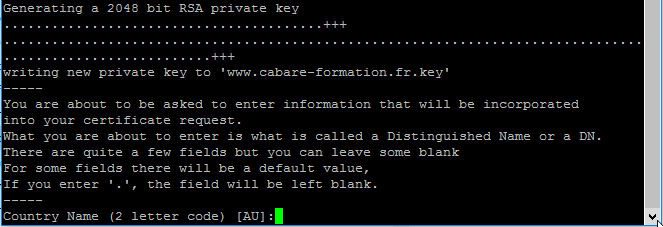 Generating a 2048 bit RSA private key
........................................+++
................................................................................
..........................+++
writing new private key to 'www.cabare-formation.fr.key'
-----
You are about to be asked to enter information that will be incorporated
into your certificate request.
What you are about to enter is what is called a Distinguished Name or a DN.
There are quite a few fields but you can leave some blank
For some fields there will be a default value,
If you enter '.', the field will be left blank.
-----
Country Name (2 letter code) [AU]: